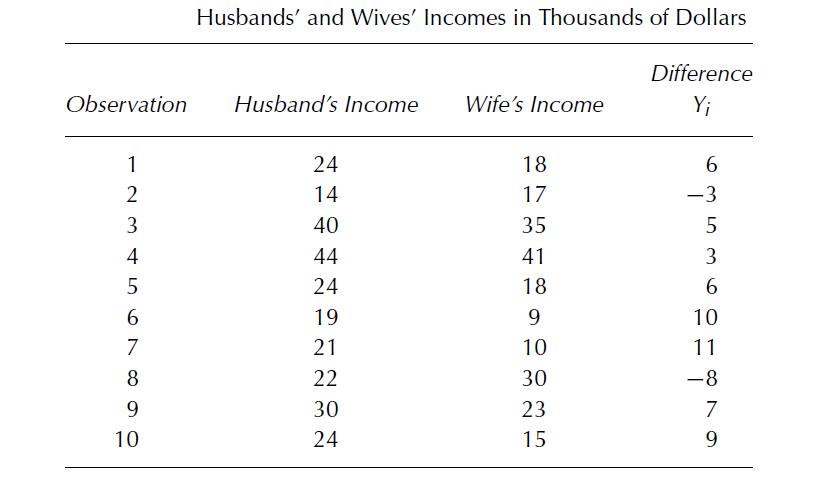 Husbands’ and Wives’ Incomes in Thousands of Dollars
Difference
Observation Husband’s Income Wife’s Income Yi
1 24 18 6
2 14 17 −3
3 40 35 5
4 44 41 3
5 24 18 6
6 19 9 10
7 21 10 11
8 22 30 −8
9 30 23 7
10 24 15 9